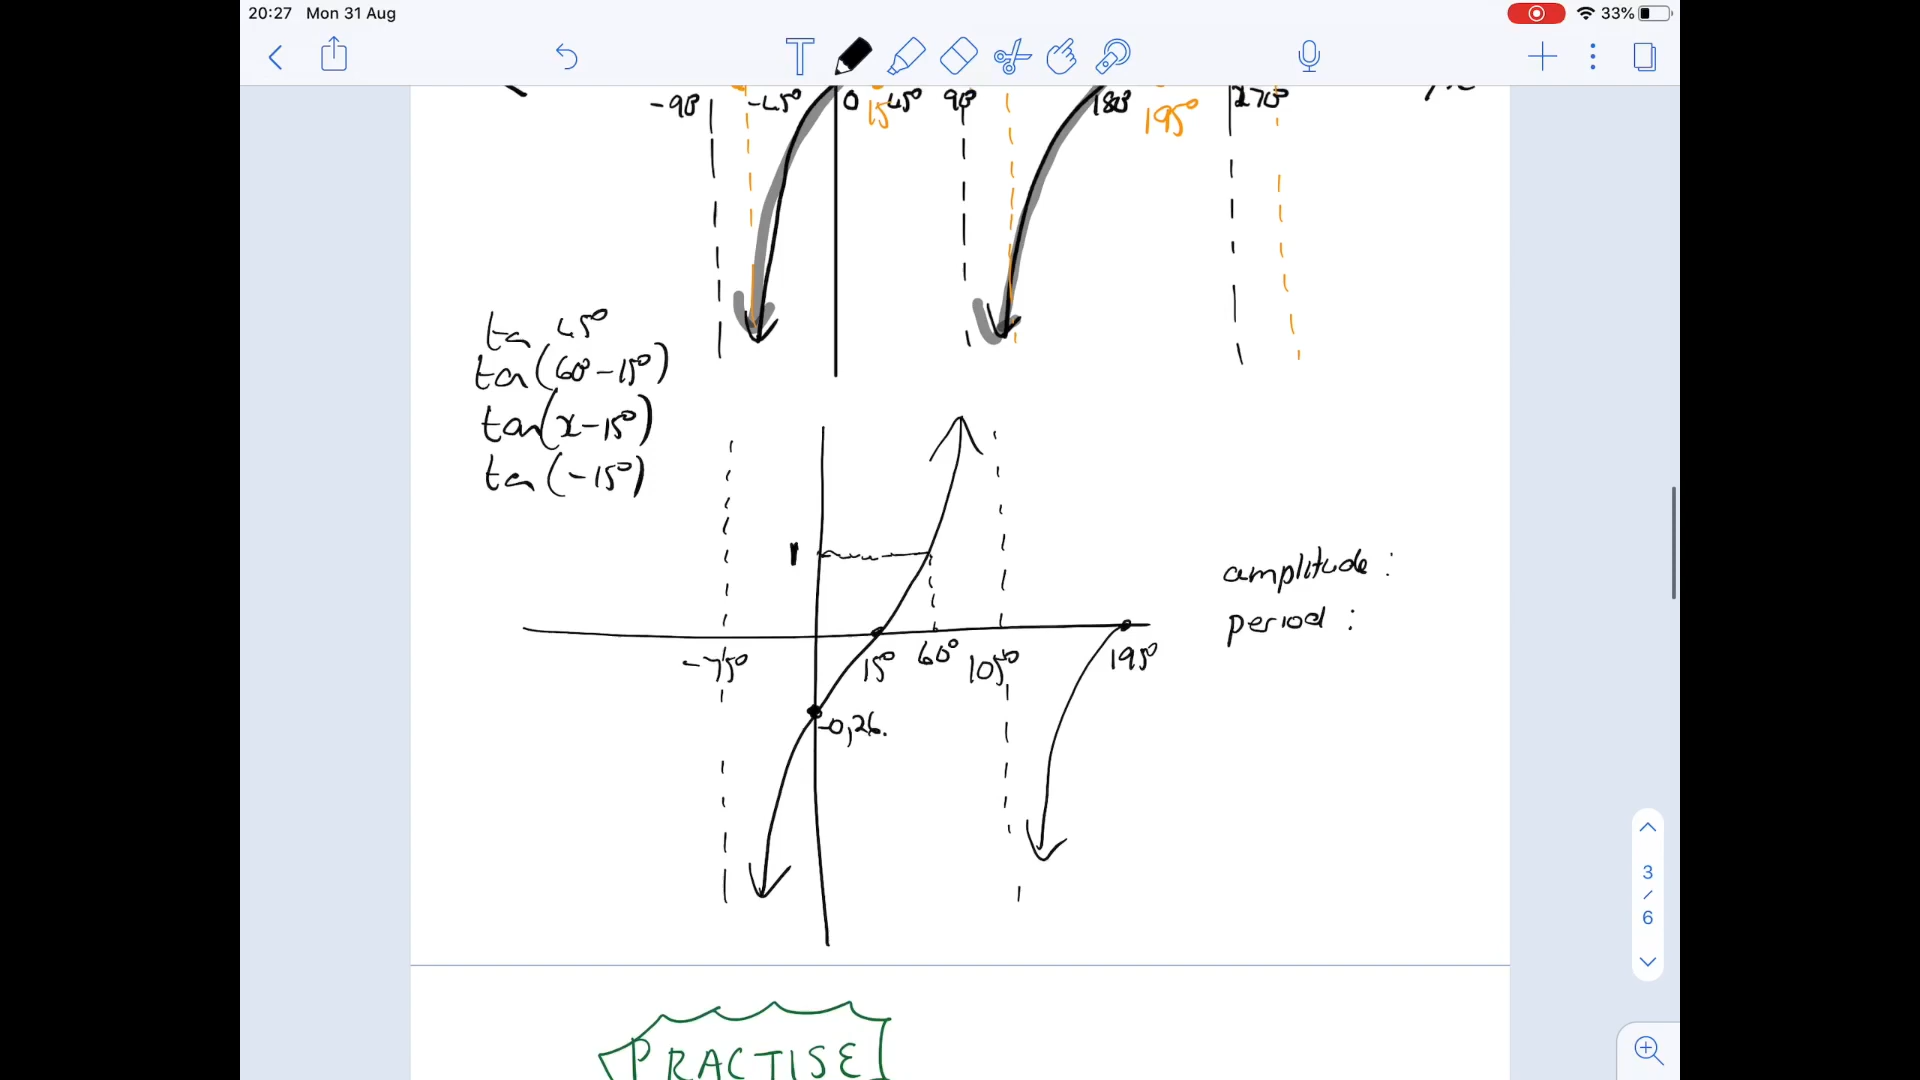 20:27 Mon 31 Aug
33%
T
-90° -45° 0 15° 45° 90° 180° 195° 270°
tan 45°
tan(60°-15°)
tan(x-15°)
tan(-15°)
1
amplitude :
period :
-75° 15° 60° 105° 195°
-0,26.
3
/
6
PRACTISE